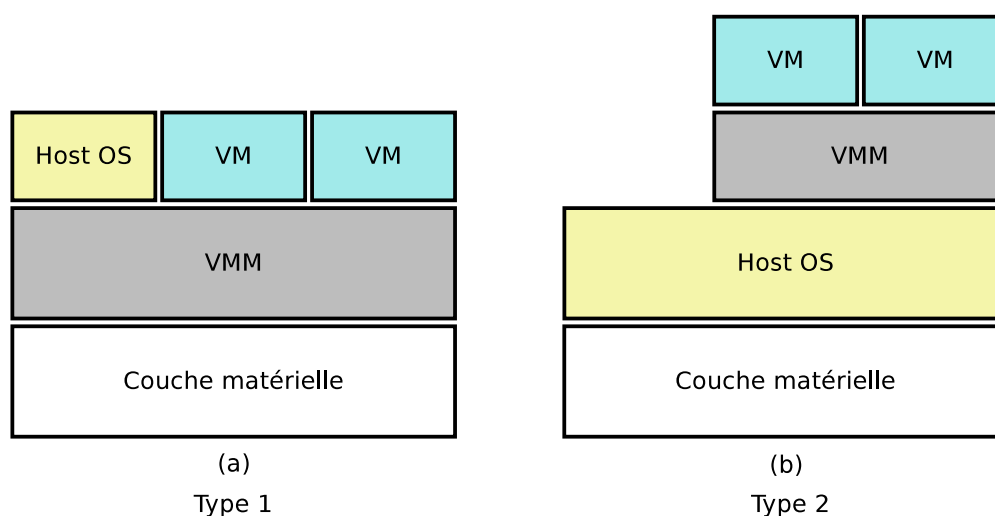 Host OS
VM
VM
VMM
Couche matérielle
(a)
Type 1
VM
VM
VMM
Host OS
Couche matérielle
(b)
Type 2